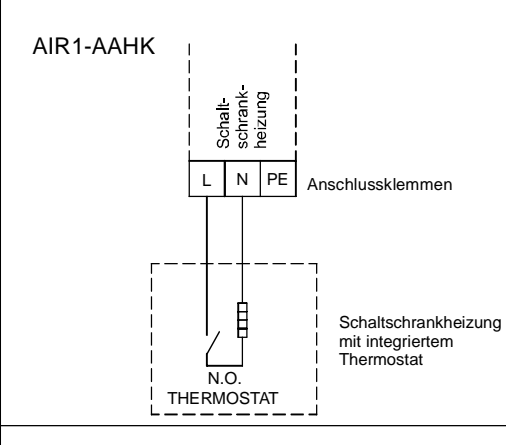 AIR1-AAHK
Schalt-
schrank-
heizung
L N PE
Anschlussklemmen
Schaltschrankheizung
mit integriertem
Thermostat
N.O.
THERMOSTAT